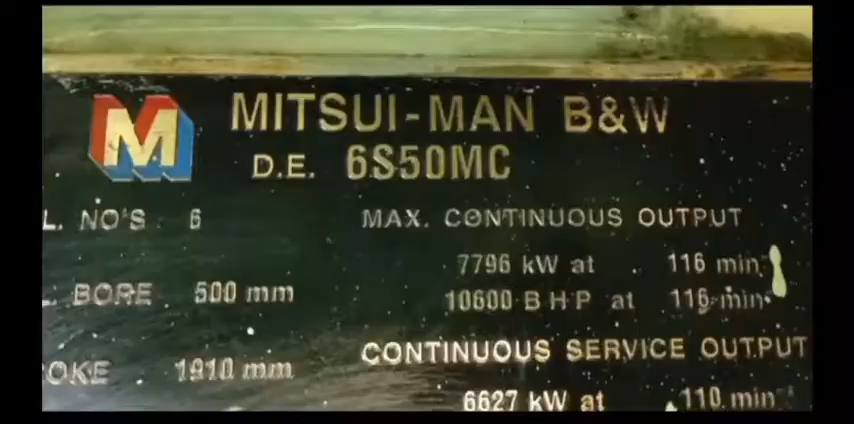 M MITSUI-MAN B&W
D.E. 6S50MC
L. NO'S 6
MAX. CONTINUOUS OUTPUT
7796 kW at 116 min
10600 BHP at 116 min
L. BORE 500 mm
CONTINUOUS SERVICE OUTPUT
OKE 1910 mm
6627 kW at 110 min